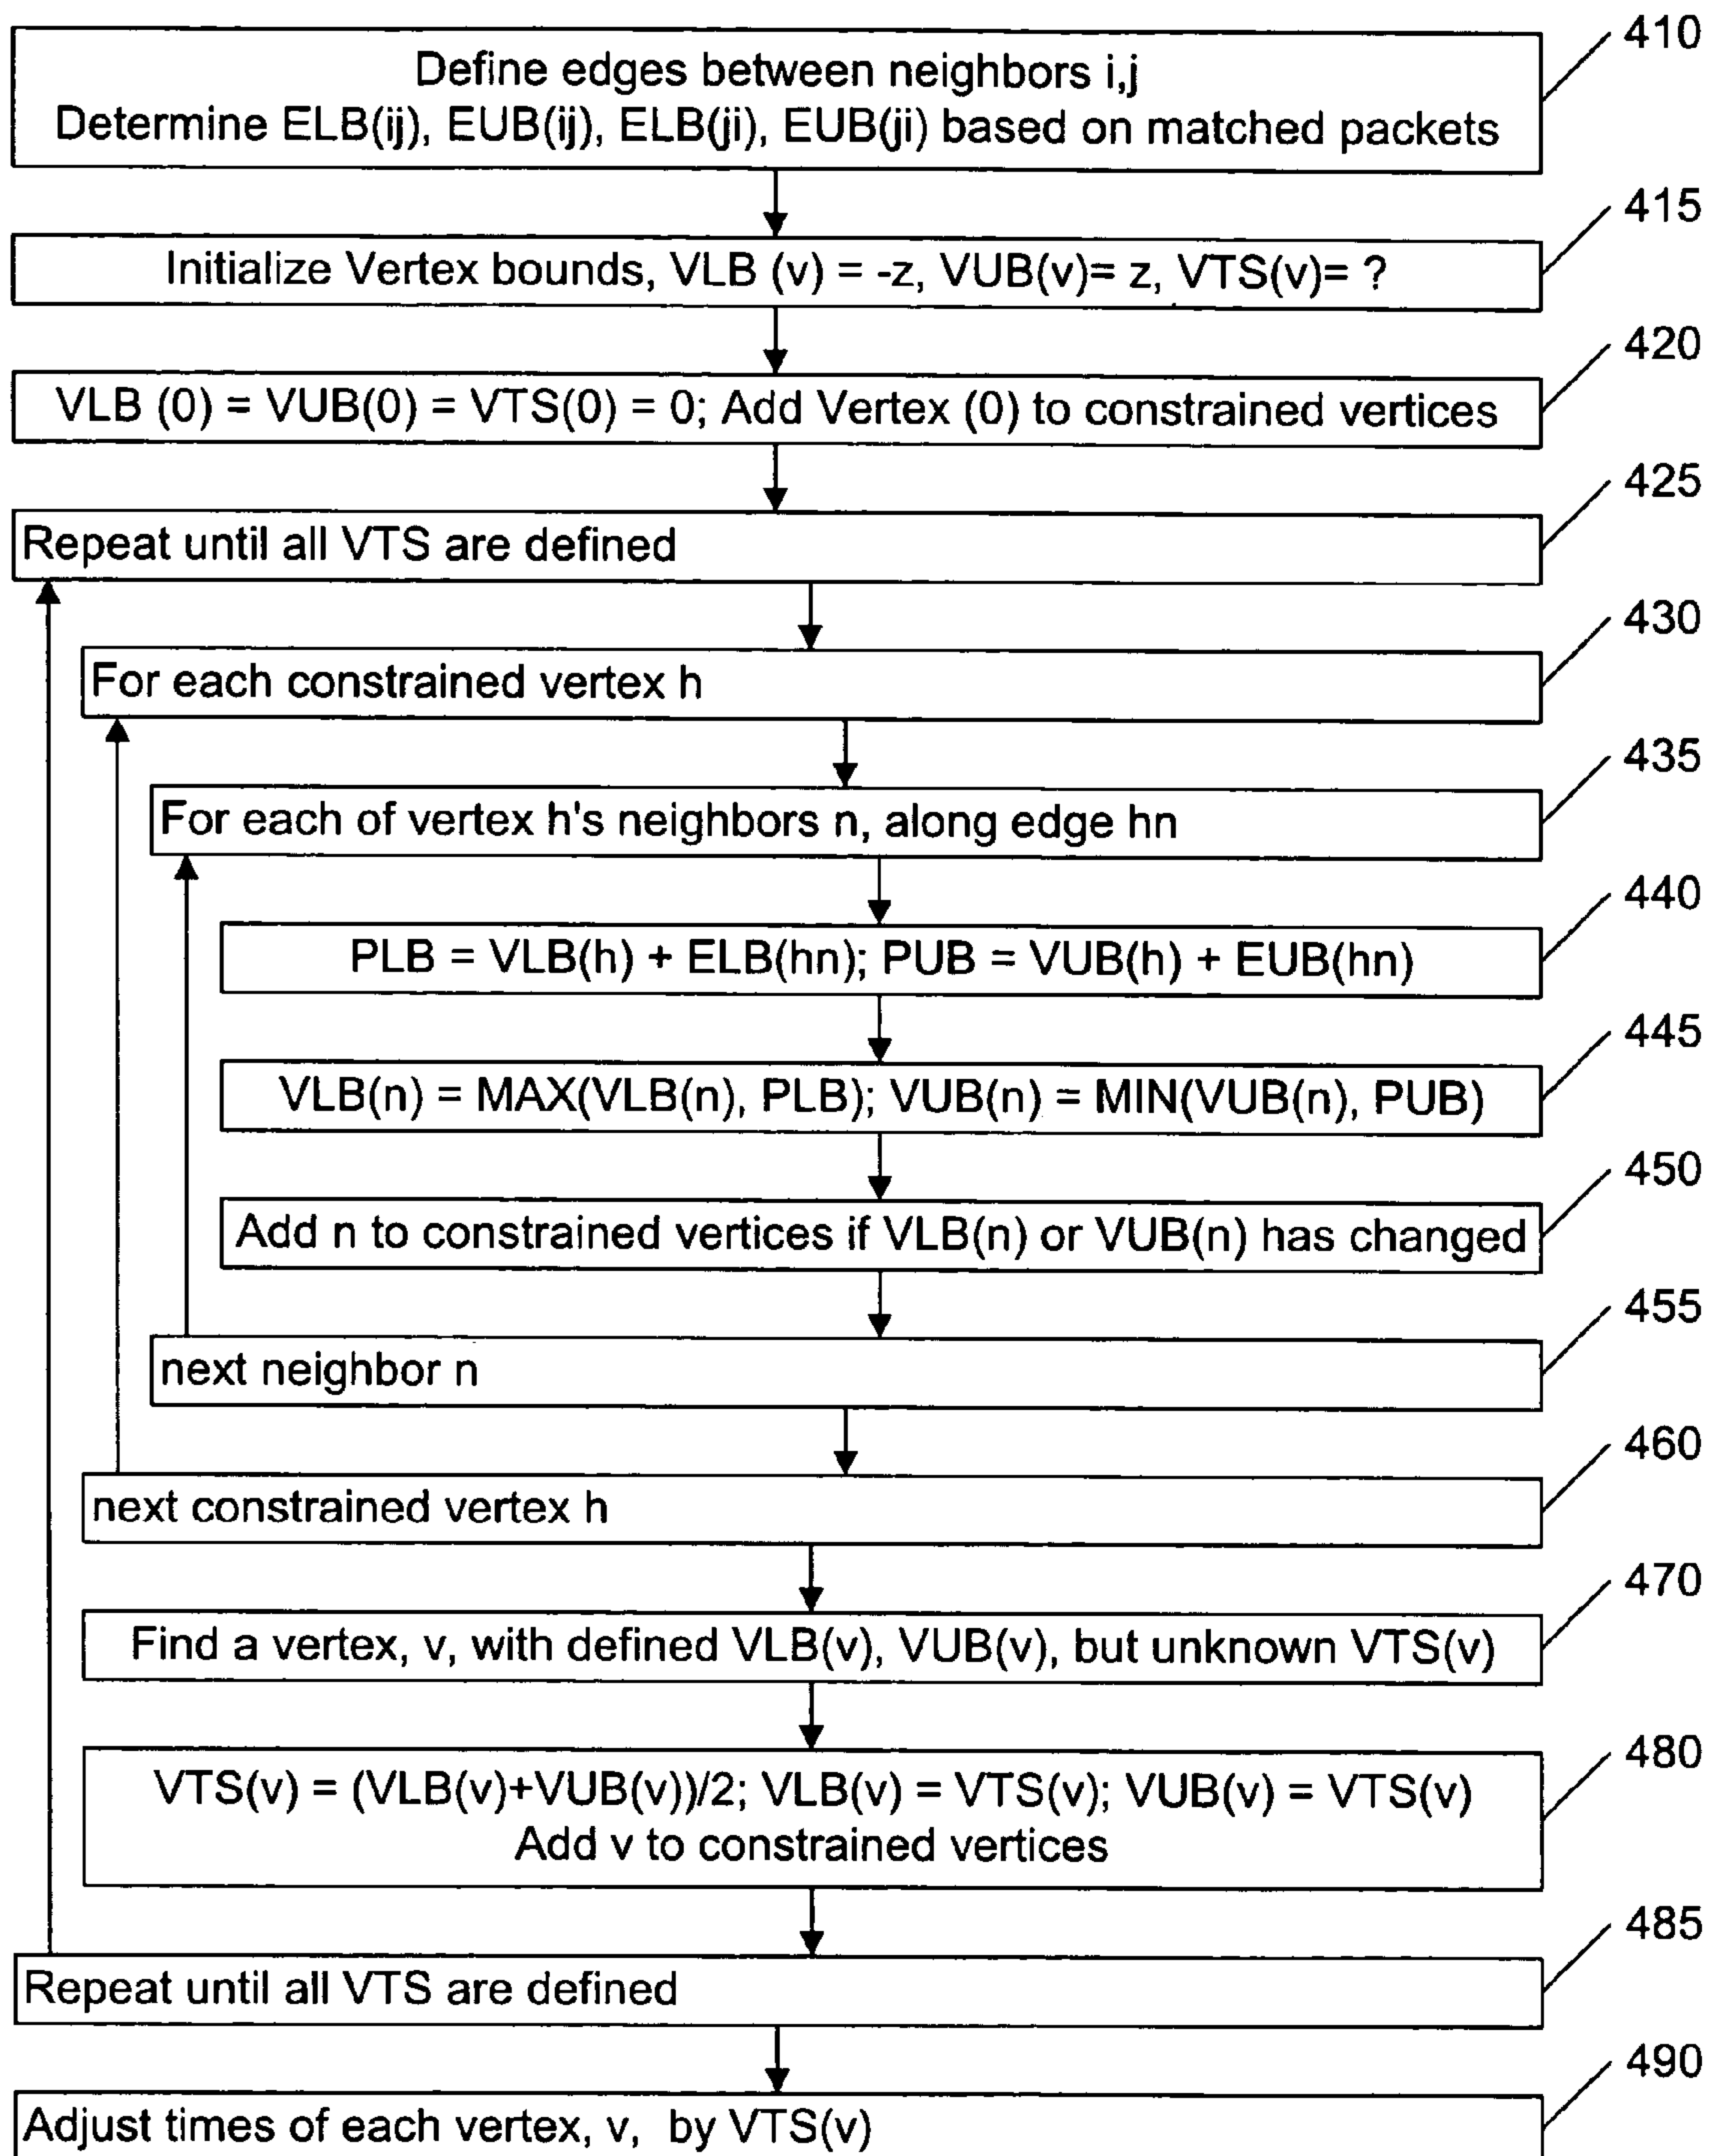 410
Define edges between neighbors i,j
Determine ELB(ij), EUB(ij), ELB(ji), EUB(ji) based on matched packets
415
Initialize Vertex bounds, VLB (v) = -z, VUB(v)= z, VTS(v)= ?
420
VLB (0) = VUB(0) = VTS(0) = 0; Add Vertex (0) to constrained vertices
425
Repeat until all VTS are defined
430
For each constrained vertex h
435
For each of vertex h's neighbors n, along edge hn
440
PLB = VLB(h) + ELB(hn); PUB = VUB(h) + EUB(hn)
445
VLB(n) = MAX(VLB(n), PLB); VUB(n) = MIN(VUB(n), PUB)
450
Add n to constrained vertices if VLB(n) or VUB(n) has changed
455
next neighbor n
460
next constrained vertex h
470
Find a vertex, v, with defined VLB(v), VUB(v), but unknown VTS(v)
480
VTS(v) = (VLB(v)+VUB(v))/2; VLB(v) = VTS(v); VUB(v) = VTS(v)
Add v to constrained vertices
485
Repeat until all VTS are defined
490
Adjust times of each vertex, v, by VTS(v)